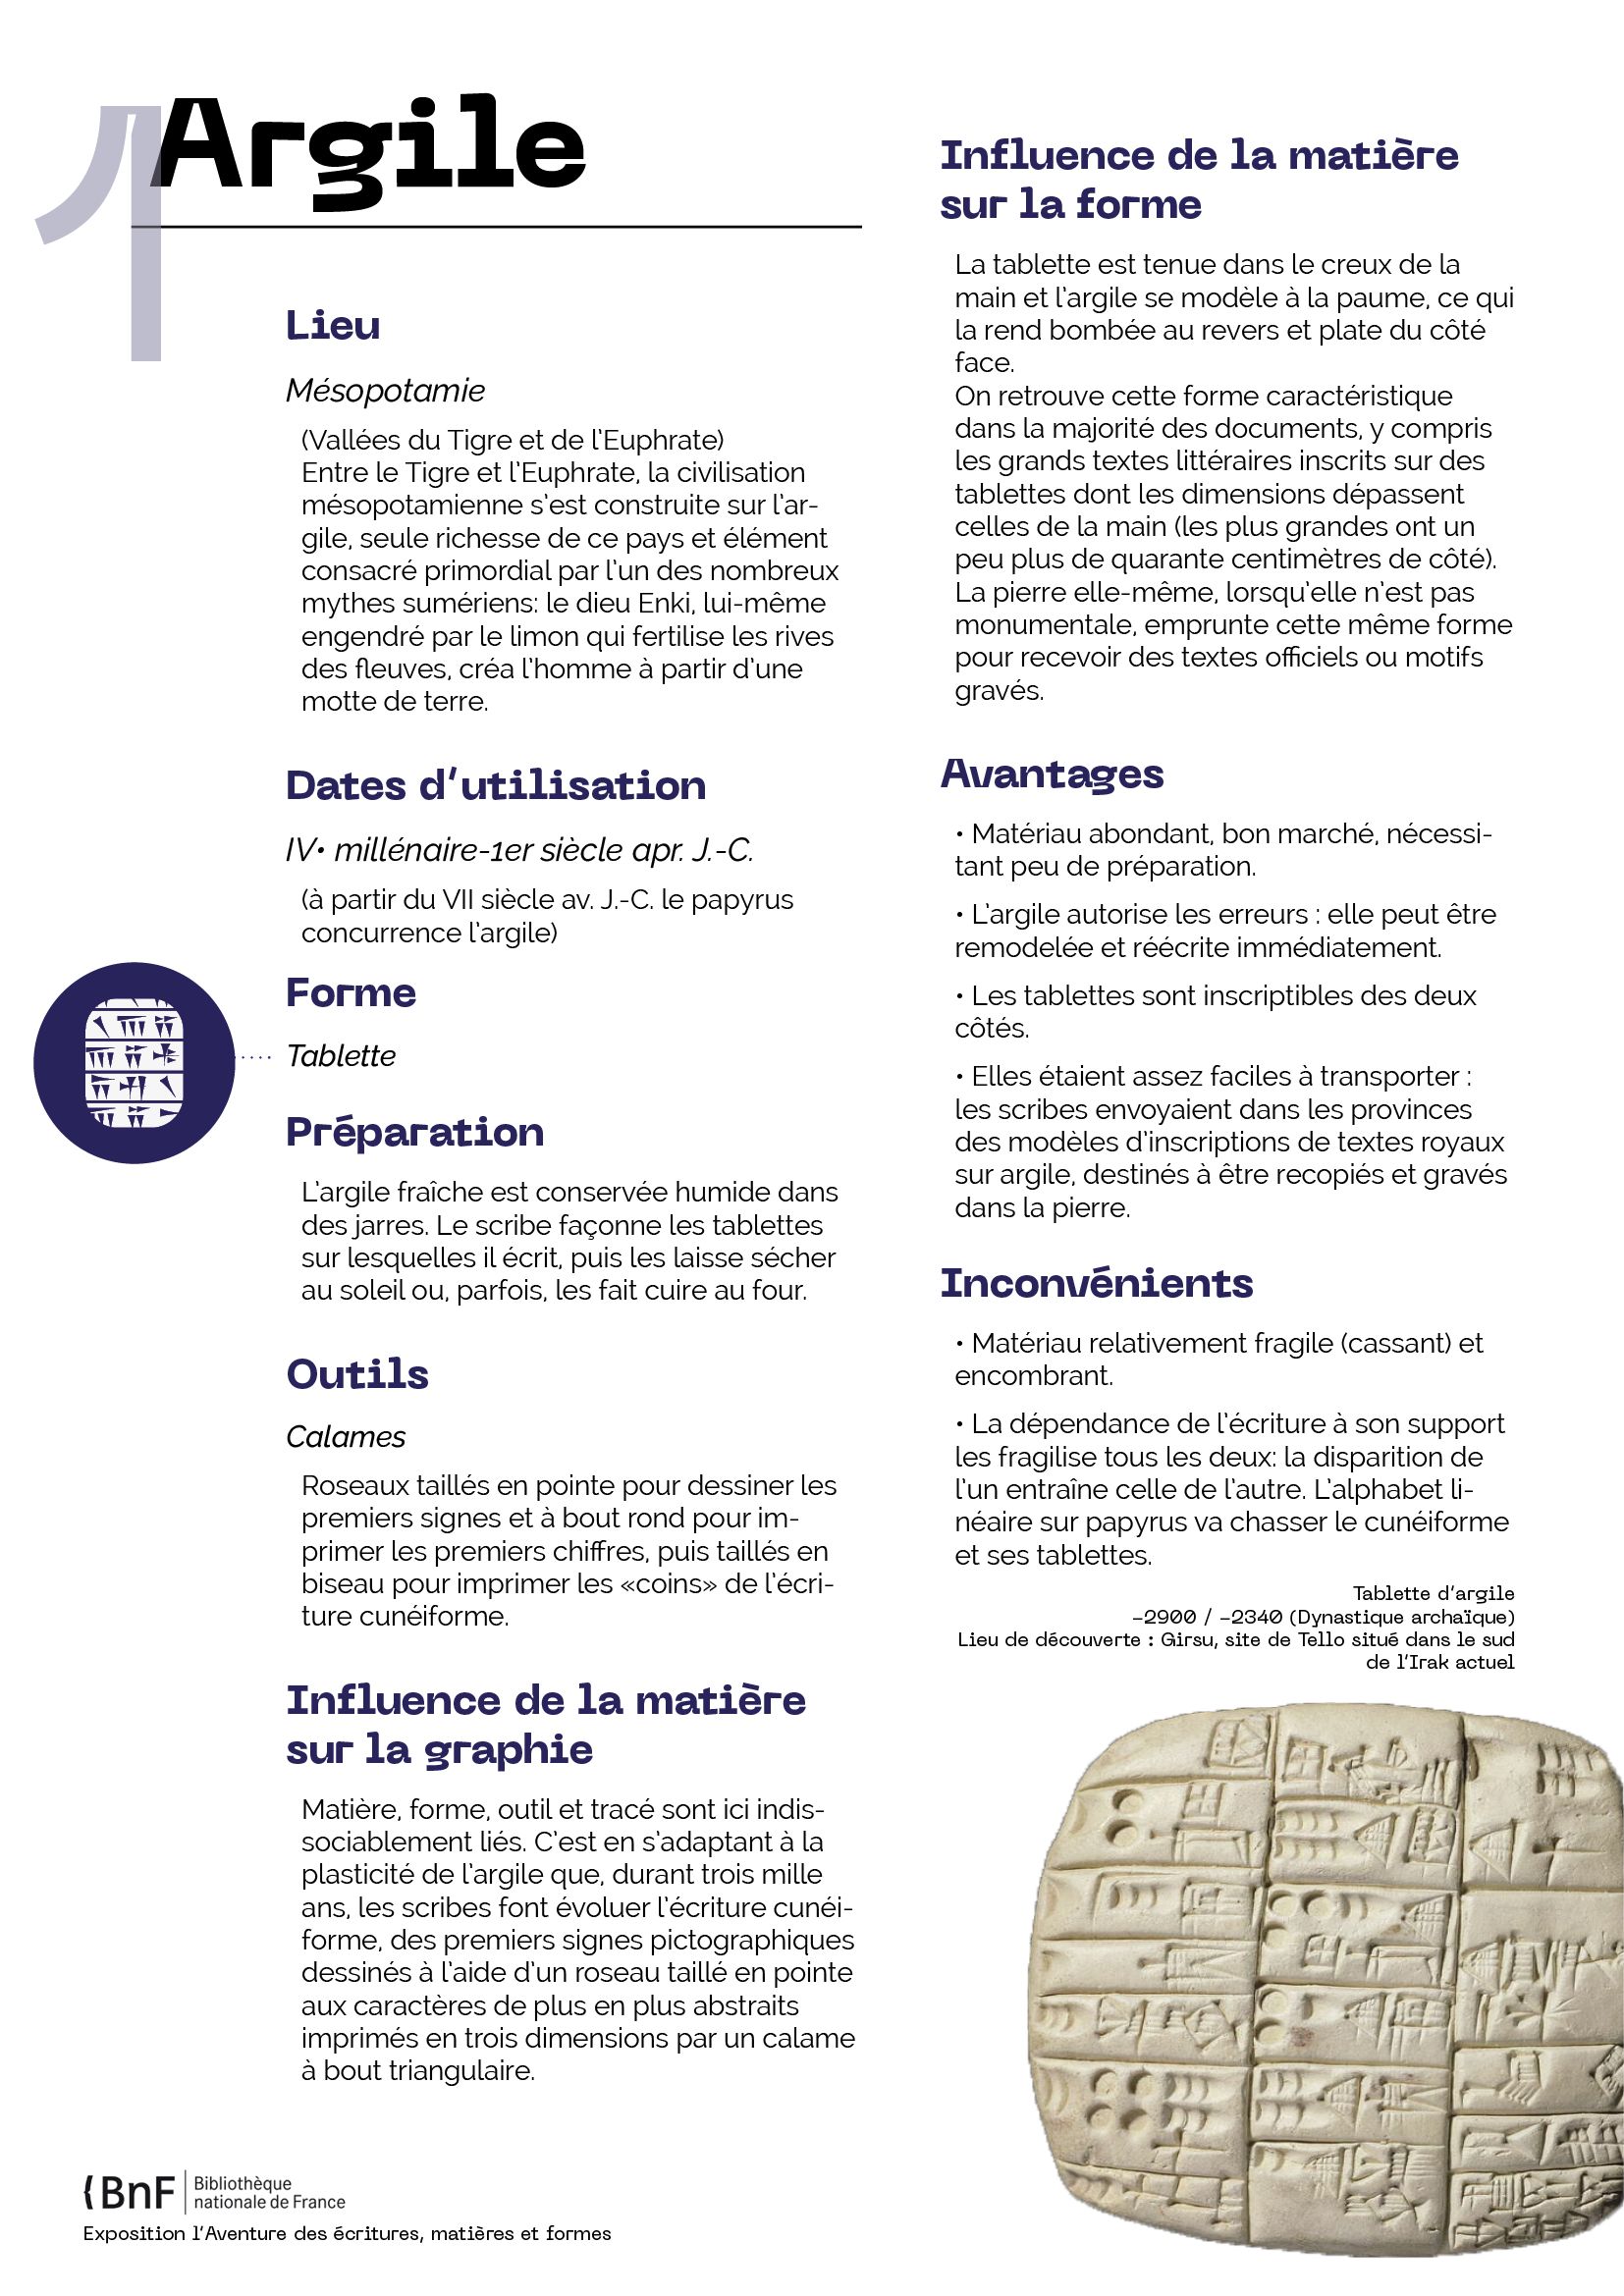 1
Argile
Lieu
Mésopotamie
(Vallées du Tigre et de l'Euphrate)
Entre le Tigre et l'Euphrate, la civilisation
mésopotamienne s'est construite sur l'ar-
gile, seule richesse de ce pays et élément
consacré primordial par l'un des nombreux
mythes sumériens: le dieu Enki, lui-même
engendré par le limon qui fertilise les rives
des fleuves, créa l'homme à partir d'une
motte de terre.
Dates d'utilisation
IV• millénaire-1er siècle apr. J.-C.
(à partir du VII siècle av. J.-C. le papyrus
concurrence l'argile)
Forme
Tablette
Préparation
L'argile fraîche est conservée humide dans
des jarres. Le scribe façonne les tablettes
sur lesquelles il écrit, puis les laisse sécher
au soleil ou, parfois, les fait cuire au four.
Outils
Calames
Roseaux taillés en pointe pour dessiner les
premiers signes et à bout rond pour im-
primer les premiers chiffres, puis taillés en
biseau pour imprimer les «coins» de l'écri-
ture cunéiforme.
Influence de la matière
sur la graphie
Matière, forme, outil et tracé sont ici indis-
sociablement liés. C'est en s'adaptant à la
plasticité de l'argile que, durant trois mille
ans, les scribes font évoluer l'écriture cunéi-
forme, des premiers signes pictographiques
dessinés à l'aide d'un roseau taillé en pointe
aux caractères de plus en plus abstraits
imprimés en trois dimensions par un calame
à bout triangulaire.
Influence de la matière
sur la forme
La tablette est tenue dans le creux de la
main et l'argile se modèle à la paume, ce qui
la rend bombée au revers et plate du côté
face.
On retrouve cette forme caractéristique
dans la majorité des documents, y compris
les grands textes littéraires inscrits sur des
tablettes dont les dimensions dépassent
celles de la main (les plus grandes ont un
peu plus de quarante centimètres de côté).
La pierre elle-même, lorsqu'elle n'est pas
monumentale, emprunte cette même forme
pour recevoir des textes officiels ou motifs
gravés.
Avantages
• Matériau abondant, bon marché, nécessi-
tant peu de préparation.
• L'argile autorise les erreurs : elle peut être
remodelée et réécrite immédiatement.
• Les tablettes sont inscriptibles des deux
côtés.
• Elles étaient assez faciles à transporter :
les scribes envoyaient dans les provinces
des modèles d'inscriptions de textes royaux
sur argile, destinés à être recopiés et gravés
dans la pierre.
Inconvénients
• Matériau relativement fragile (cassant) et
encombrant.
• La dépendance de l'écriture à son support
les fragilise tous les deux: la disparition de
l'un entraîne celle de l'autre. L'alphabet li-
néaire sur papyrus va chasser le cunéiforme
et ses tablettes.
Tablette d'argile
-2900 / -2340 (Dynastique archaïque)
Lieu de découverte : Girsu, site de Tello situé dans le sud
de l'Irak actuel
BnF
Bibliothèque
nationale de France
Exposition l'Aventure des écritures, matières et formes